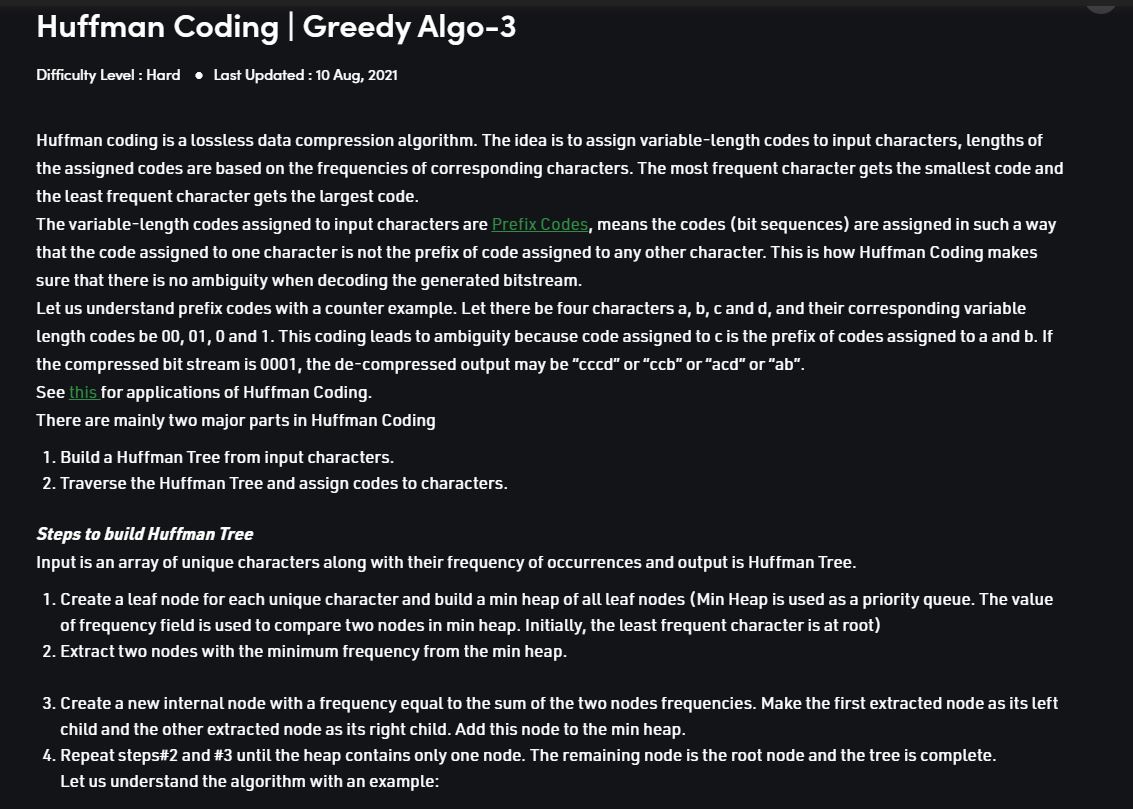 Huffman Coding | Greedy Algo-3
Difficulty Level : Hard ● Last Updated : 10 Aug, 2021
Huffman coding is a lossless data compression algorithm. The idea is to assign variable-length codes to input characters, lengths of
the assigned codes are based on the frequencies of corresponding characters. The most frequent character gets the smallest code and
the least frequent character gets the largest code.
The variable-length codes assigned to input characters are Prefix Codes, means the codes (bit sequences) are assigned in such a way
that the code assigned to one character is not the prefix of code assigned to any other character. This is how Huffman Coding makes
sure that there is no ambiguity when decoding the generated bitstream.
Let us understand prefix codes with a counter example. Let there be four characters a, b, c and d, and their corresponding variable
length codes be 00, 01, 0 and 1. This coding leads to ambiguity because code assigned to c is the prefix of codes assigned to a and b. If
the compressed bit stream is 0001, the de-compressed output may be “cccd” or “ccb” or “acd” or “ab”.
See this for applications of Huffman Coding.
There are mainly two major parts in Huffman Coding
1. Build a Huffman Tree from input characters.
2. Traverse the Huffman Tree and assign codes to characters.
Steps to build Huffman Tree
Input is an array of unique characters along with their frequency of occurrences and output is Huffman Tree.
1. Create a leaf node for each unique character and build a min heap of all leaf nodes (Min Heap is used as a priority queue. The value
of frequency field is used to compare two nodes in min heap. Initially, the least frequent character is at root)
2. Extract two nodes with the minimum frequency from the min heap.
3. Create a new internal node with a frequency equal to the sum of the two nodes frequencies. Make the first extracted node as its left
child and the other extracted node as its right child. Add this node to the min heap.
4. Repeat steps#2 and #3 until the heap contains only one node. The remaining node is the root node and the tree is complete.
Let us understand the algorithm with an example: